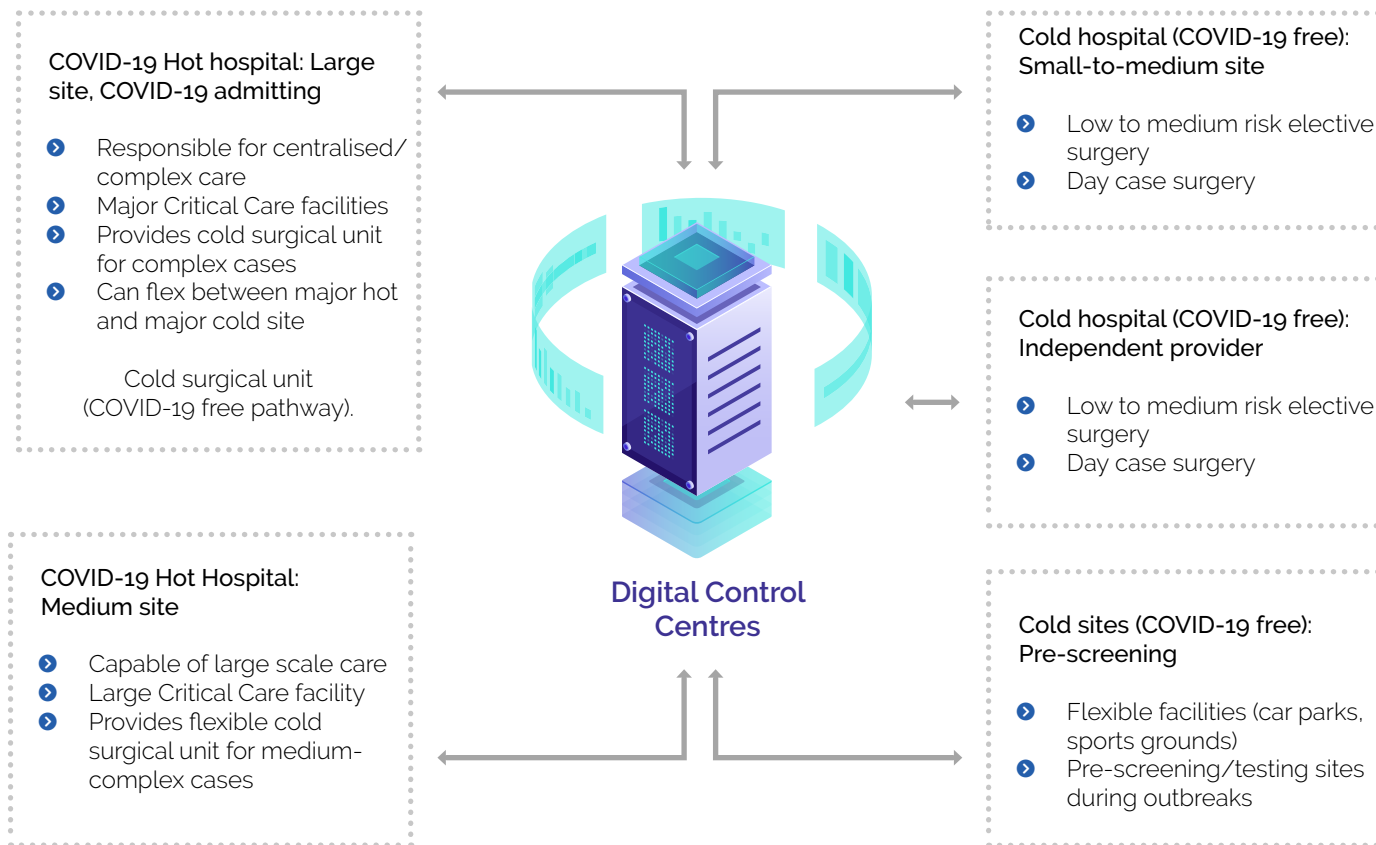 COVID-19 Hot hospital: Large
site, COVID-19 admitting
Responsible for centralised/
complex care
Major Critical Care facilities
Provides cold surgical unit
for complex cases
Can flex between major hot
and major cold site
Cold surgical unit
(COVID-19 free pathway).
COVID-19 Hot Hospital:
Medium site
Capable of large scale care
Large Critical Care facility
Provides flexible cold
surgical unit for medium-
complex cases
Digital Control
Centres
Cold hospital (COVID-19 free):
Small-to-medium site
Low to medium risk elective
surgery
Day case surgery
Cold hospital (COVID-19 free):
Independent provider
Low to medium risk elective
surgery
Day case surgery
Cold sites (COVID-19 free):
Pre-screening
Flexible facilities (car parks,
sports grounds)
Pre-screening/testing sites
during outbreaks